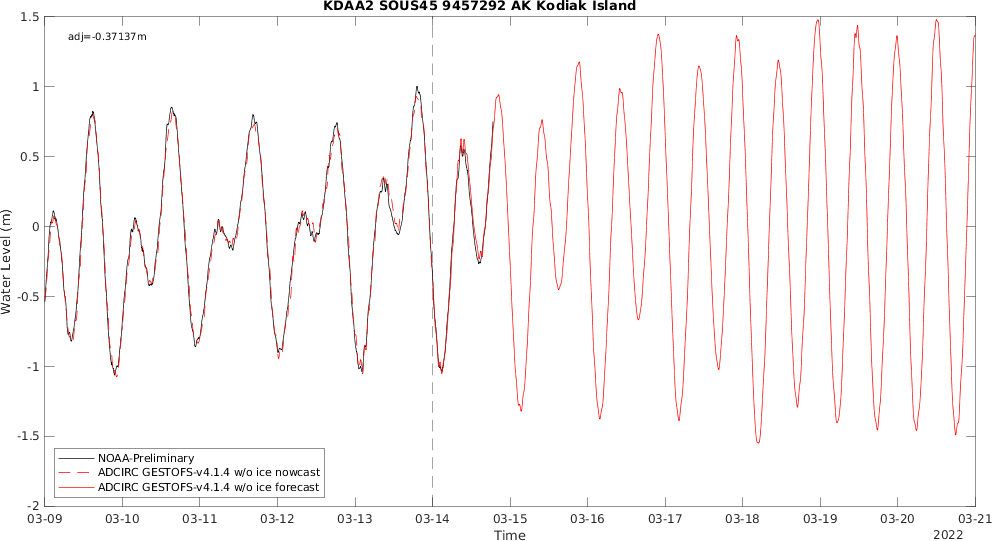 KDAA2 SOUS45 9457292 AK Kodiak Island
adj=-0.37137m
1.5
1
0.5
0
-0.5
-1
-1.5
-2
Water Level (m)
NOAA-Preliminary
ADCIRC GESTOFS-v4.1.4 w/o ice nowcast
ADCIRC GESTOFS-v4.1.4 w/o ice forecast
03-09 03-10 03-11 03-12 03-13 03-14 03-15 03-16 03-17 03-18 03-19 03-20 03-21
Time
2022